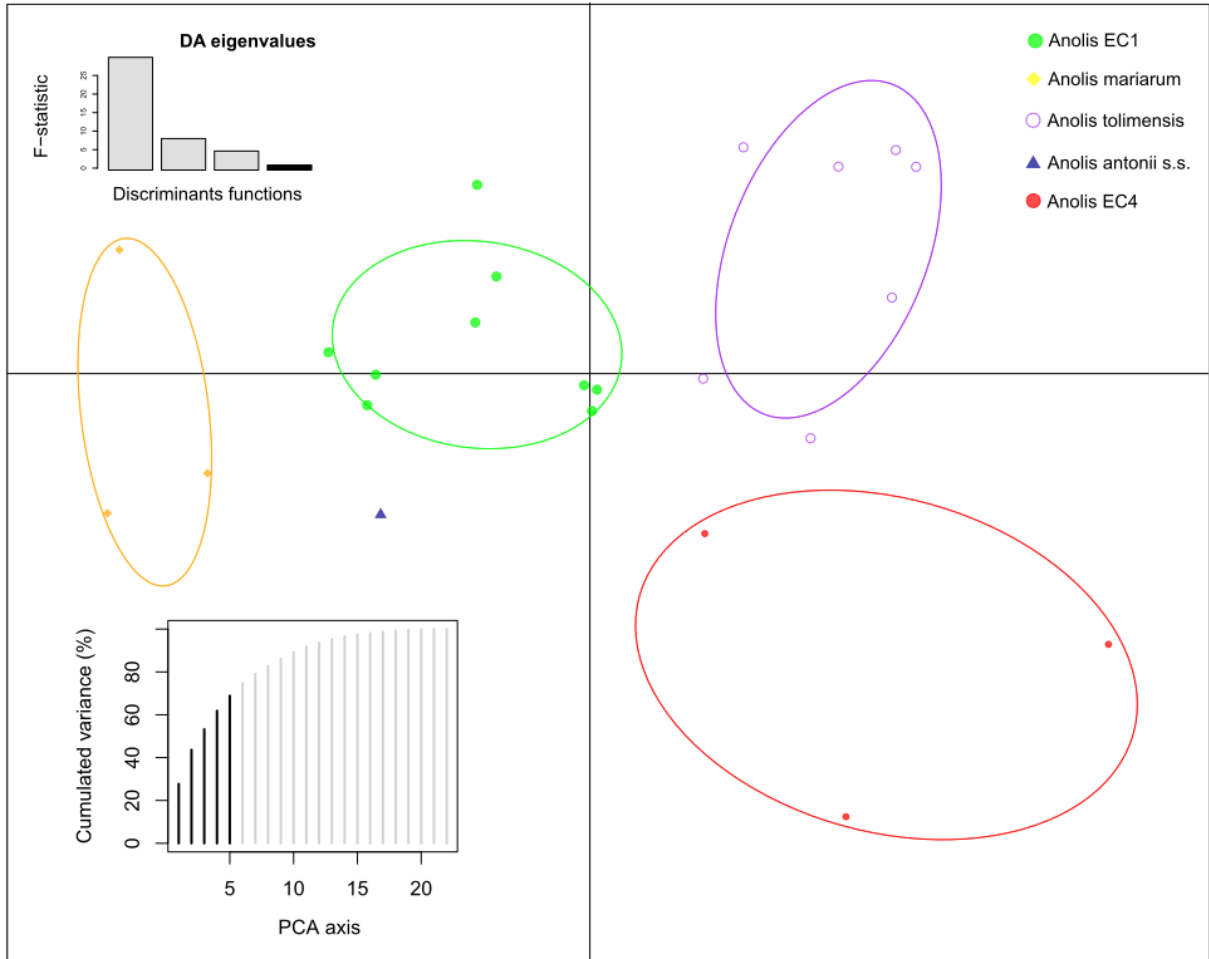 DA eigenvalues
F−statistic
0 5 10 15 20 25
Discriminants functions
Anolis EC1
Anolis mariarum
Anolis tolimensis
Anolis antonii s.s.
Anolis EC4
Cumulated variance (%)
0 20 40 60 80
5 10 15 20
PCA axis